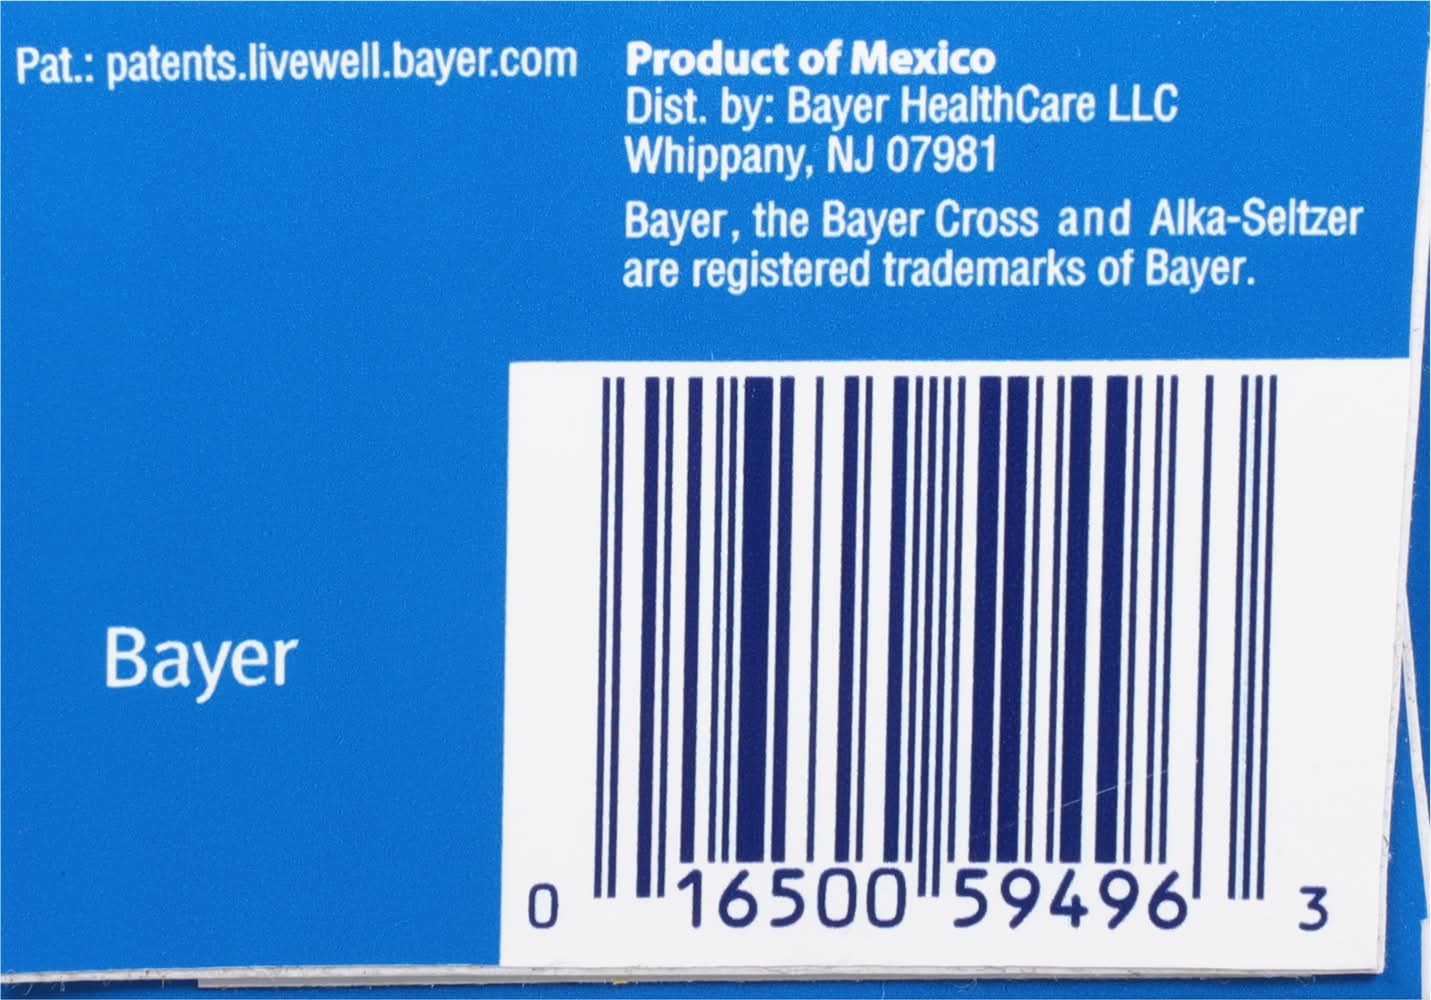 Pat.: patents.livewell.bayer.com
Product of Mexico
Dist. by: Bayer HealthCare LLC
Whippany, NJ 07981
Bayer, the Bayer Cross and Alka-Seltzer
are registered trademarks of Bayer.
Bayer
0 16500 59496 3